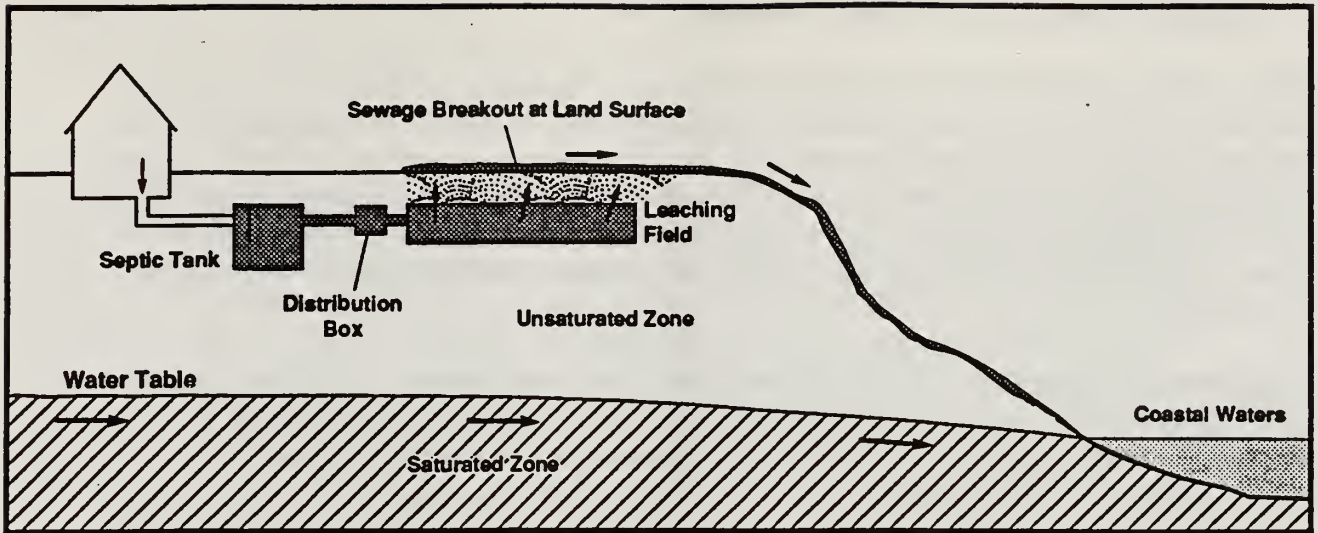 Sewage Breakout at Land Surface
Leaching
Field
Septic Tank
Distribution
Box
Unsaturated Zone
Water Table
Coastal Waters
Saturated Zone